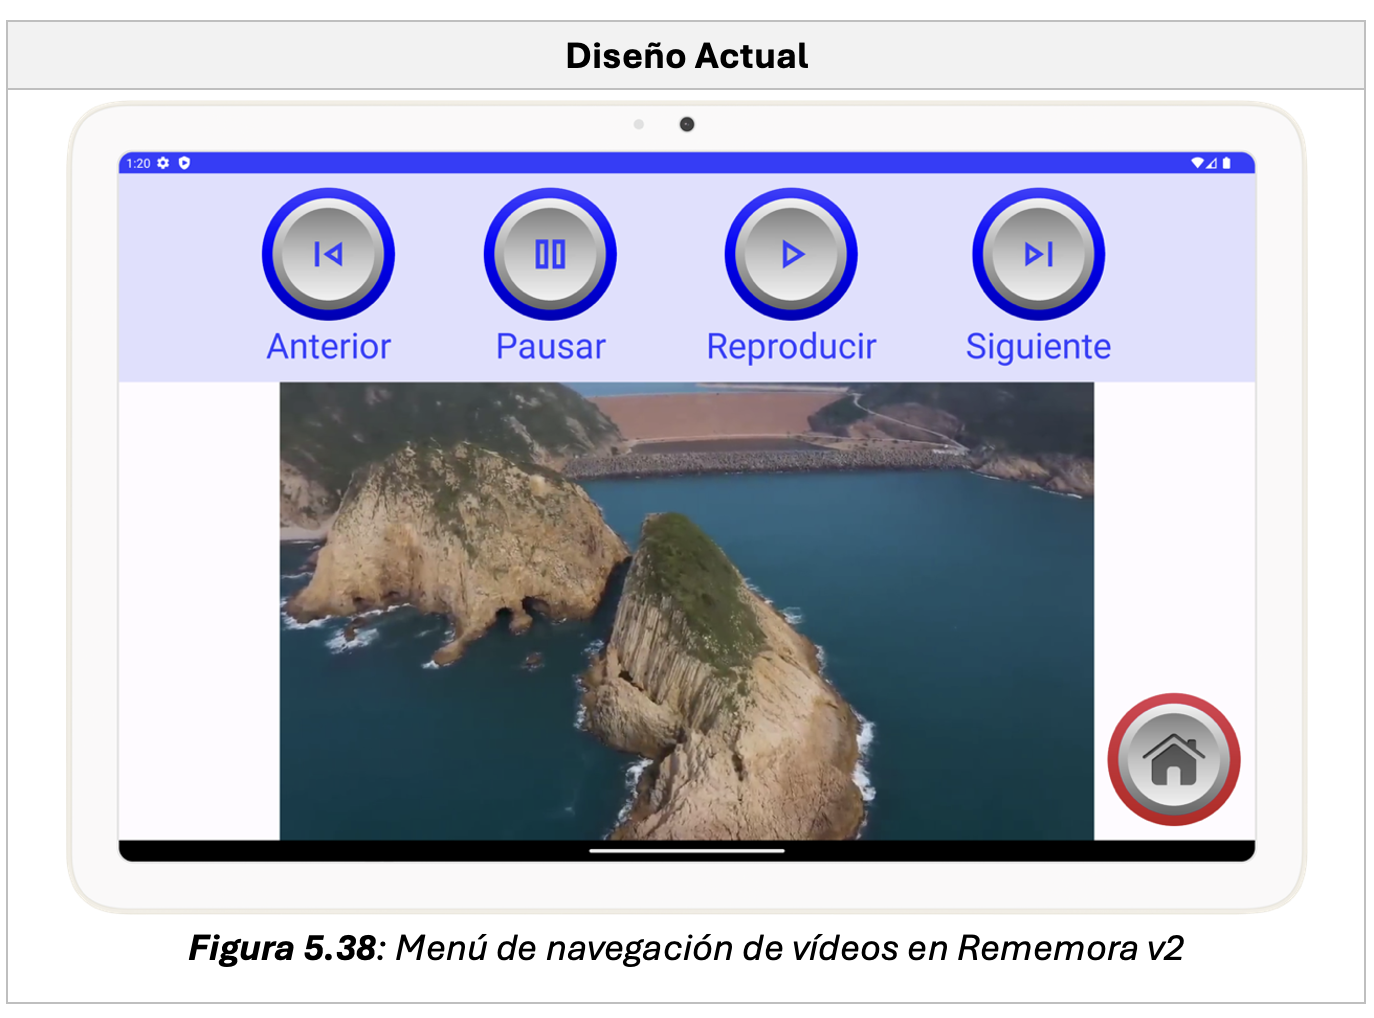 Diseño Actual
1:20
Anterior
Pausar
Reproducir
Siguiente
Figura 5.38: Menú de navegación de vídeos en Rememora v2